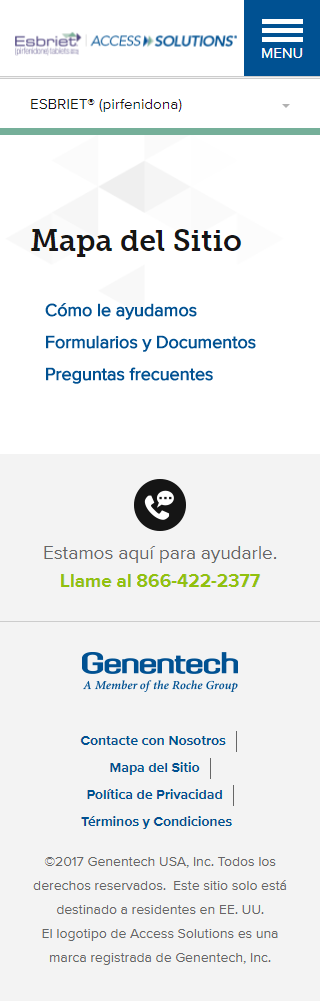 Esbriet
(pirfenidone) tablets
ACCESS SOLUTIONS®
MENU
ESBRIET® (pirfenidona)
Mapa del Sitio
Cómo le ayudamos
Formularios y Documentos
Preguntas frecuentes
Estamos aquí para ayudarle.
Llame al 866-422-2377
Genentech
A Member of the Roche Group
Contacte con Nosotros
Mapa del Sitio
Política de Privacidad
Términos y Condiciones
©2017 Genentech USA, Inc. Todos los
derechos reservados. Este sitio solo está
destinado a residentes en EE. UU.
El logotipo de Access Solutions es una
marca registrada de Genentech, Inc.